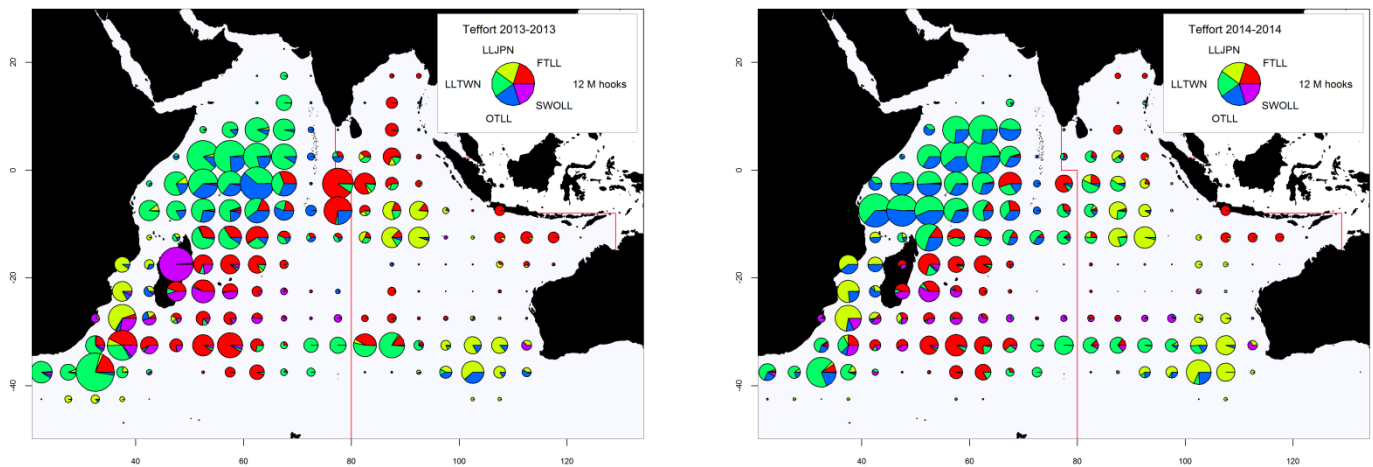 Teffort 2013-2013
LLJPN
FTLL
LLTWN
12 M hooks
SWOLL
OTLL
20
0
-20
-40
40
60
80
100
120
Teffort 2014-2014
LLJPN
FTLL
LLTWN
12 M hooks
SWOLL
OTLL
20
0
-20
-40
40
60
80
100
120